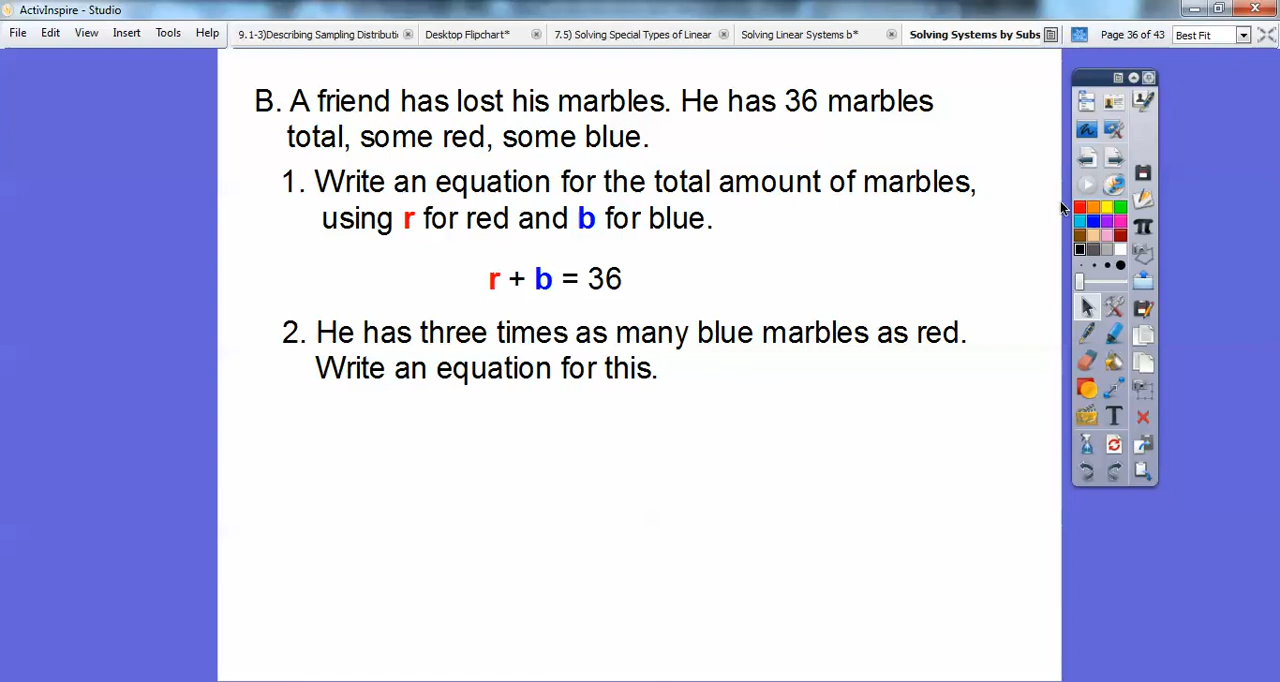 ActivInspire - Studio
File Edit View Insert Tools Help
9.1-3)Describing Sampling Distributi Desktop Flipchart* 7.5) Solving Special Types of Linear Solving Linear Systems b* Solving Systems by Subs Page 36 of 43 Best Fit
B. A friend has lost his marbles. He has 36 marbles
total, some red, some blue.
1. Write an equation for the total amount of marbles,
using r for red and b for blue.
r + b = 36
2. He has three times as many blue marbles as red.
Write an equation for this.
T